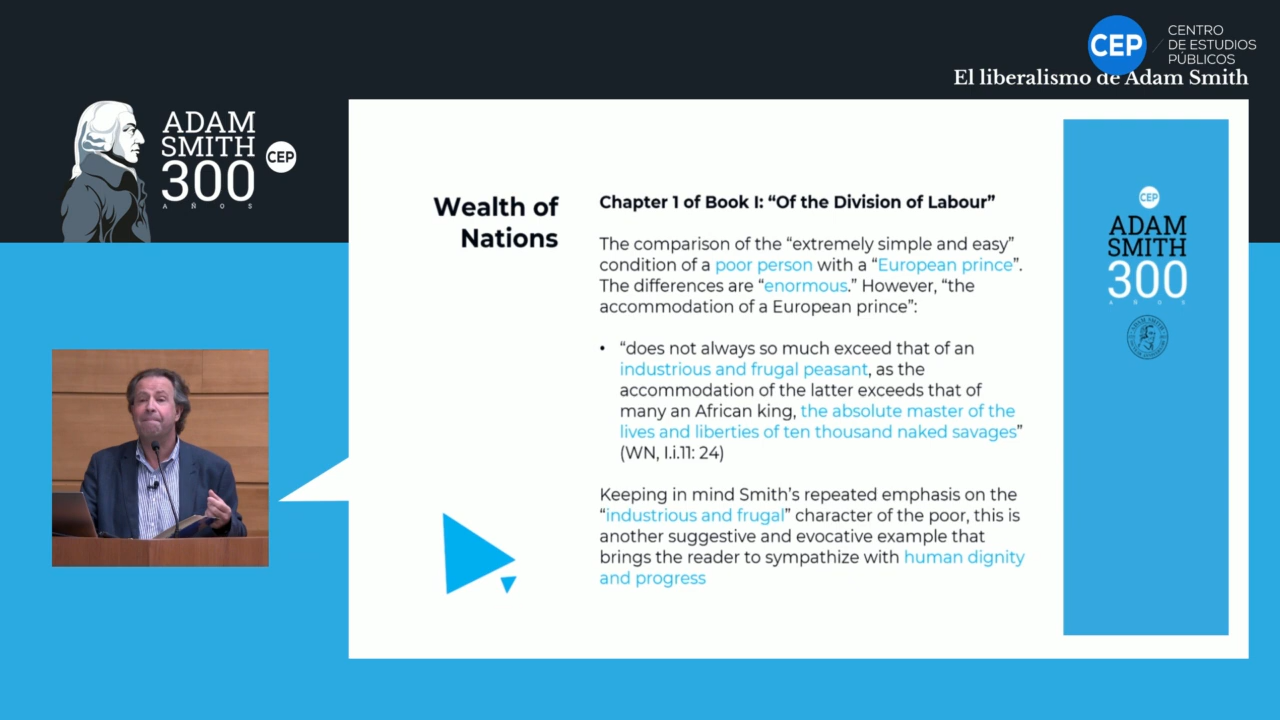 CEP
CENTRO
DE ESTUDIOS
PÚBLICOS
El liberalismo de Adam Smith
ADAM
SMITH
300
AÑOS
CEP
Wealth of
Nations
Chapter 1 of Book I: “Of the Division of Labour”
The comparison of the “extremely simple and easy”
condition of a poor person with a “European prince”.
The differences are “enormous.” However, “the
accommodation of a European prince”:
• “does not always so much exceed that of an
industrious and frugal peasant, as the
accommodation of the latter exceeds that of
many an African king, the absolute master of the
lives and liberties of ten thousand naked savages”
(WN, I.i.11: 24)
Keeping in mind Smith’s repeated emphasis on the
“industrious and frugal” character of the poor, this is
another suggestive and evocative example that
brings the reader to sympathize with human dignity
and progress
CEP
ADAM
SMITH
300
AÑOS